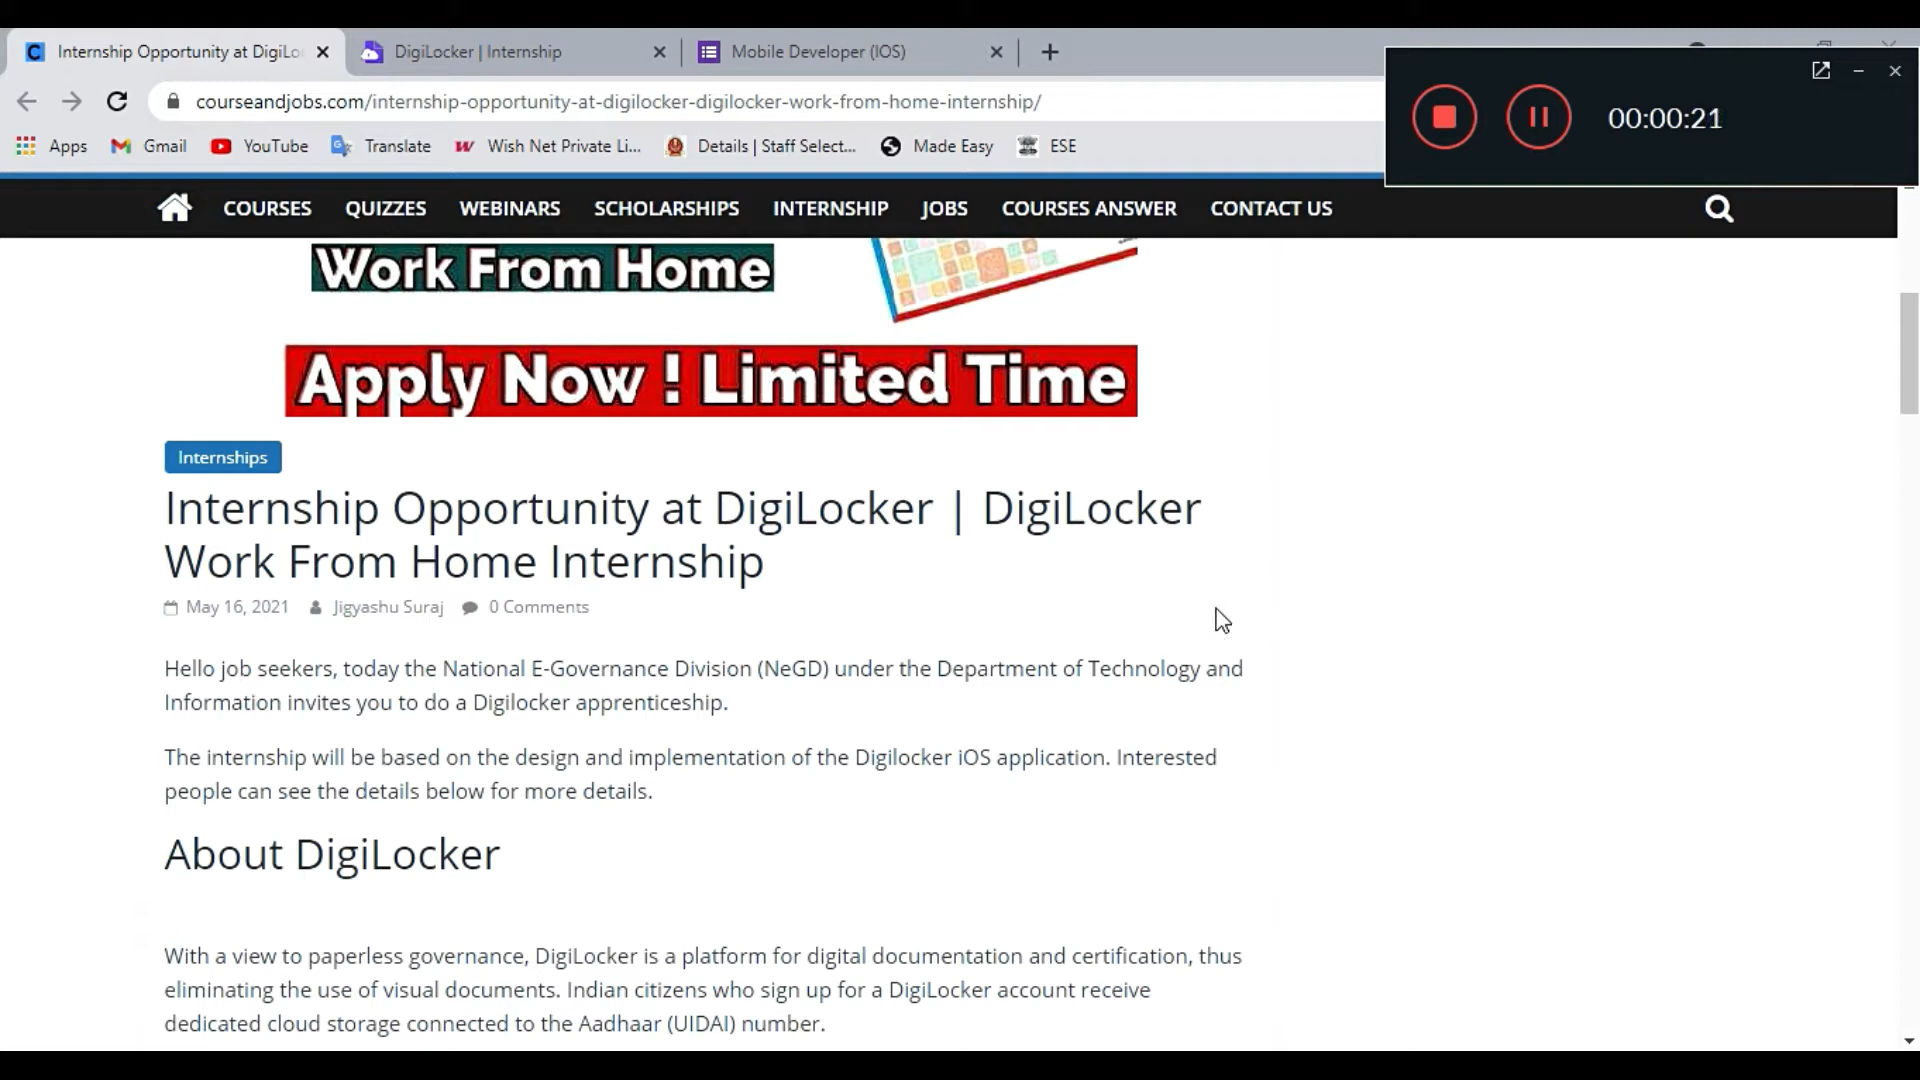 Internship Opportunity at DigiLo
DigiLocker | Internship
Mobile Developer (IOS)
courseandjobs.com/internship-opportunity-at-digilocker-digilocker-work-from-home-internship/
00:00:21
Apps
Gmail
YouTube
Translate
Wish Net Private Li...
Details | Staff Select...
Made Easy
ESE
COURSES
QUIZZES
WEBINARS
SCHOLARSHIPS
INTERNSHIP
JOBS
COURSES ANSWER
CONTACT US
Work From Home
Apply Now ! Limited Time
Internships
Internship Opportunity at DigiLocker | DigiLocker
Work From Home Internship
May 16, 2021 Jigyashu Suraj 0 Comments
Hello job seekers, today the National E-Governance Division (NeGD) under the Department of Technology and
Information invites you to do a Digilocker apprenticeship.
The internship will be based on the design and implementation of the Digilocker iOS application. Interested
people can see the details below for more details.
About DigiLocker
With a view to paperless governance, DigiLocker is a platform for digital documentation and certification, thus
eliminating the use of visual documents. Indian citizens who sign up for a DigiLocker account receive
dedicated cloud storage connected to the Aadhaar (UIDAI) number.